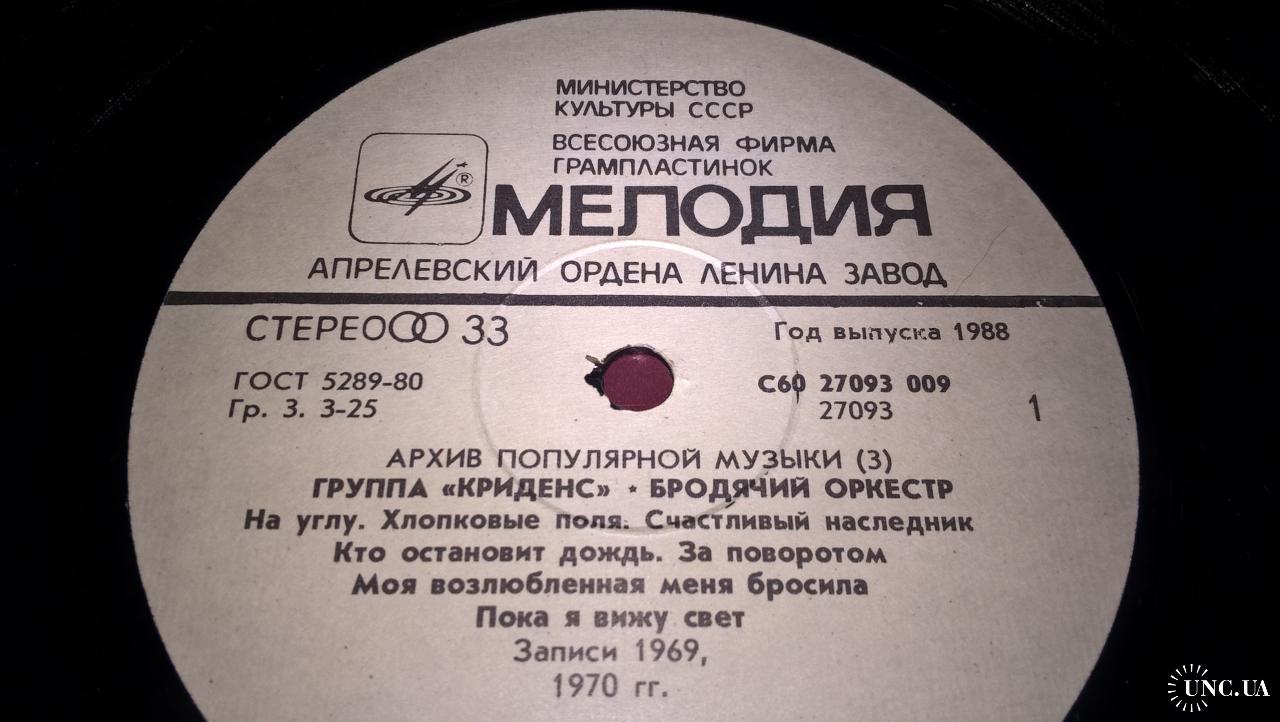 МИНИСТЕРСТВО
КУЛЬТУРЫ СССР
ВСЕСОЮЗНАЯ ФИРМА
ГРАМПЛАСТИНОК
®
МЕЛОДИЯ
АПРЕЛЕВСКИЙ ОРДЕНА ЛЕНИНА ЗАВОД
СТЕРЕО 33
Год выпуска 1988
ГОСТ 5289-80
С60 27093 009
Гр. 3. 3-25
27093
1
АРХИВ ПОПУЛЯРНОЙ МУЗЫКИ (3)
ГРУППА «КРИДЕНС» • БРОДЯЧИЙ ОРКЕСТР
На углу. Хлопковые поля. Счастливый наследник
Кто остановит дождь. За поворотом
Моя возлюбленная меня бросила
Пока я вижу свет
Записи 1969,
1970 гг.
UNC.UA